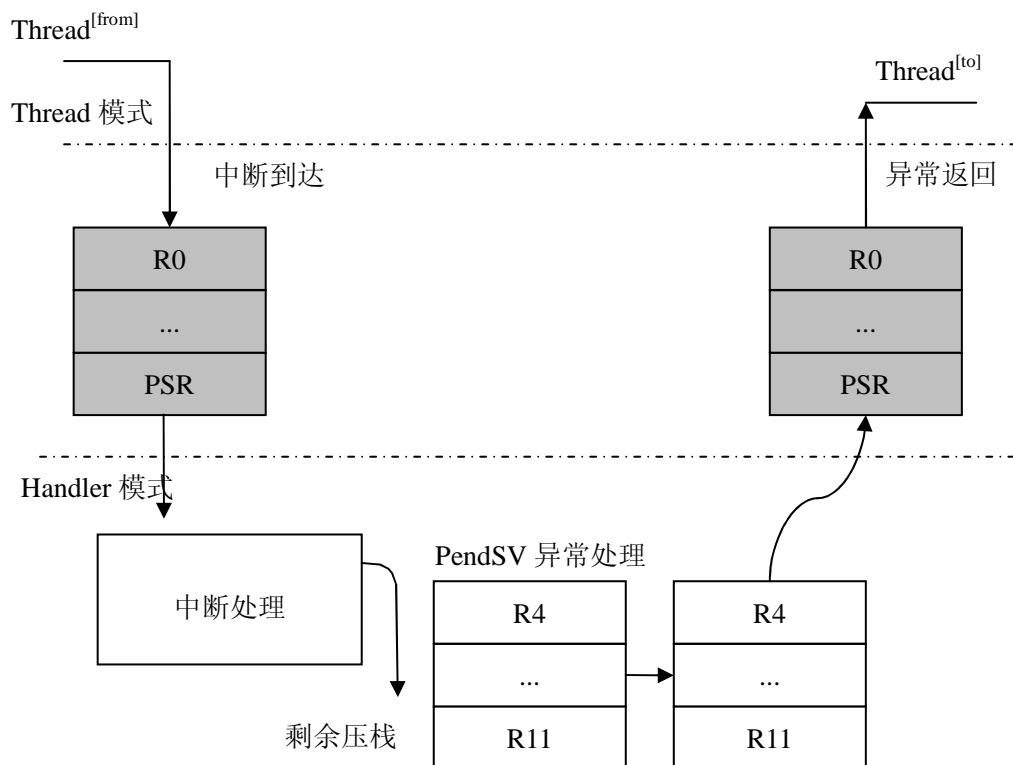 Thread[from]
Thread[to]
Thread 模式
中断到达
异常返回
R0
...
PSR
R0
...
PSR
Handler 模式
中断处理
PendSV 异常处理
R4
...
R11
R4
...
R11
剩余压栈